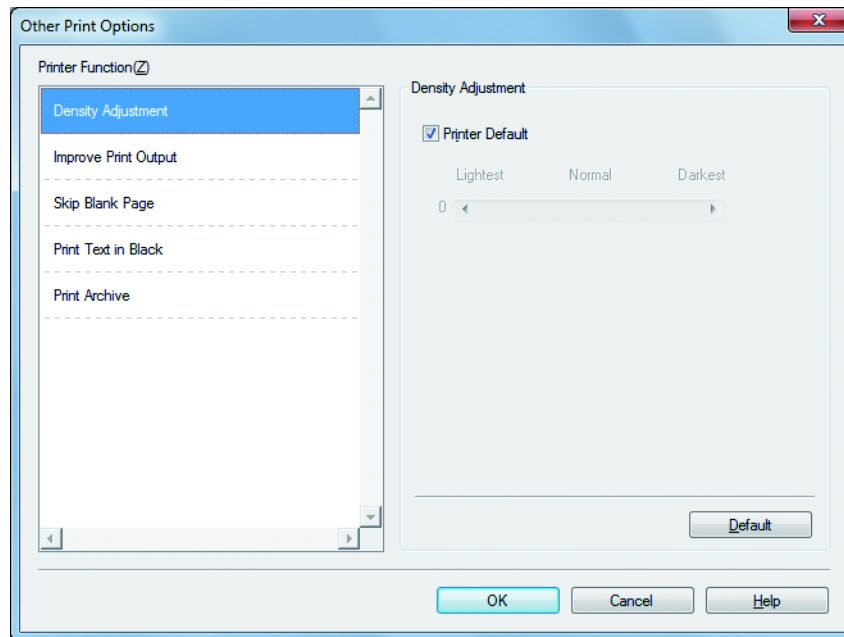 Other Print Options
Printer Function(Z)
Density Adjustment
Improve Print Output
Skip Blank Page
Print Text in Black
Print Archive
Density Adjustment
Printer Default
Lightest Normal Darkest
0
Default
OK Cancel Help